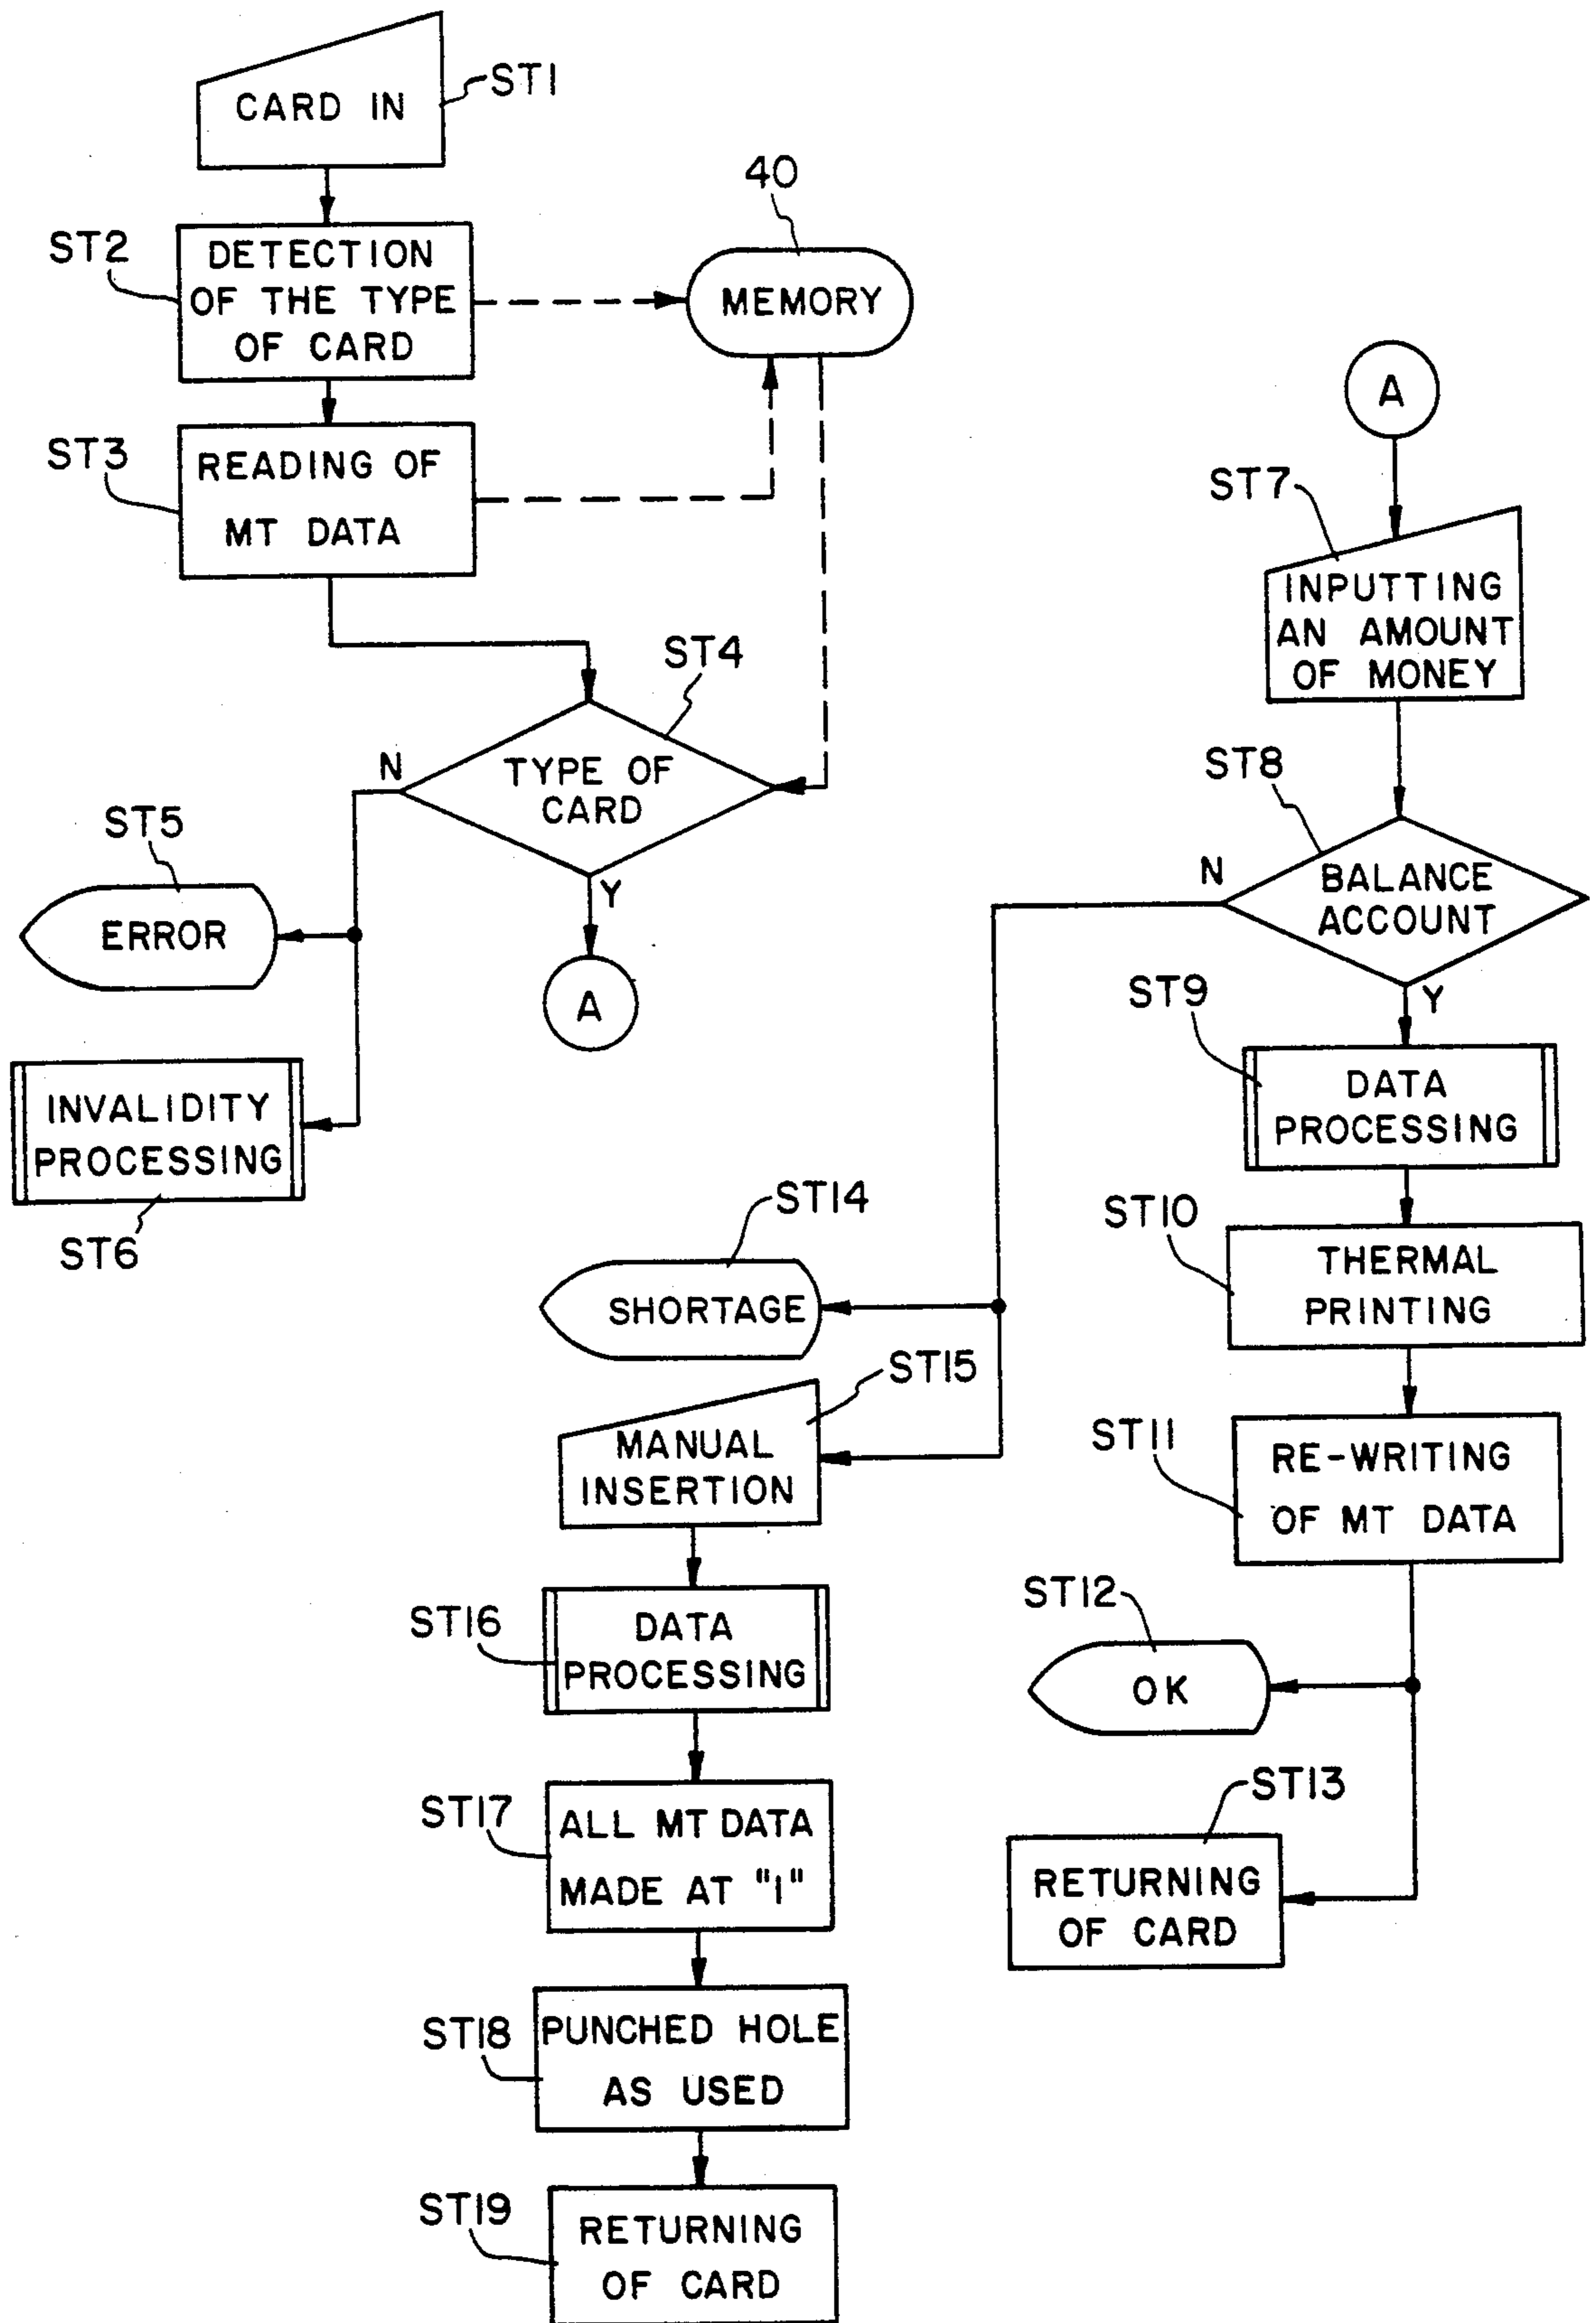 CARD IN
ST1
ST2
DETECTION
OF THE TYPE
OF CARD
40
MEMORY
ST3
READING OF
MT DATA
ST4
N
TYPE OF
CARD
Y
ST5
ERROR
A
INVALIDITY
PROCESSING
ST6
A
ST7
INPUTTING
AN AMOUNT
OF MONEY
ST8
N
BALANCE
ACCOUNT
Y
ST9
DATA
PROCESSING
ST10
THERMAL
PRINTING
ST11
RE-WRITING
OF MT DATA
ST12
OK
ST13
RETURNING
OF CARD
ST14
SHORTAGE
ST15
MANUAL
INSERTION
ST16
DATA
PROCESSING
ST17
ALL MT DATA
MADE AT "1"
ST18
PUNCHED HOLE
AS USED
ST19
RETURNING
OF CARD